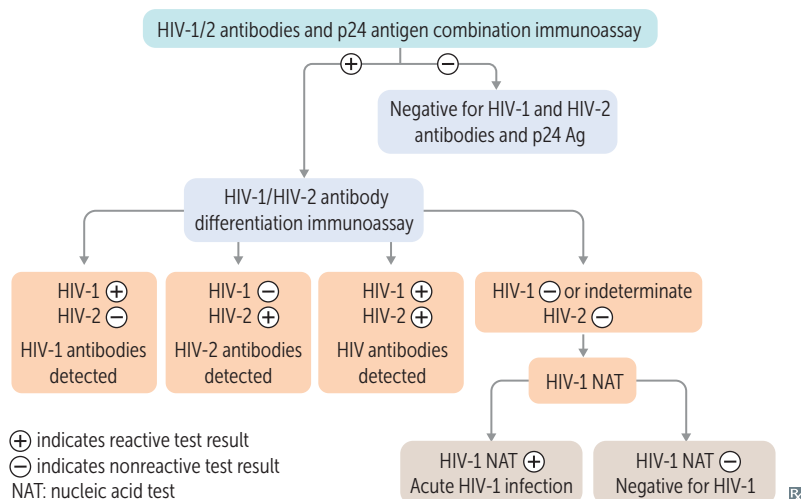 HIV-1/2 antibodies and p24 antigen combination immunoassay
⊕
⊖
Negative for HIV-1 and HIV-2
antibodies and p24 Ag
HIV-1/HIV-2 antibody
differentiation immunoassay
HIV-1 ⊕
HIV-2 ⊖
HIV-1 antibodies
detected
HIV-1 ⊖
HIV-2 ⊕
HIV-2 antibodies
detected
HIV-1 ⊕
HIV-2 ⊕
HIV antibodies
detected
HIV-1 ⊖ or indeterminate
HIV-2 ⊖
HIV-1 NAT
HIV-1 NAT ⊕
Acute HIV-1 infection
HIV-1 NAT ⊖
Negative for HIV-1
⊕ indicates reactive test result
⊖ indicates nonreactive test result
NAT: nucleic acid test